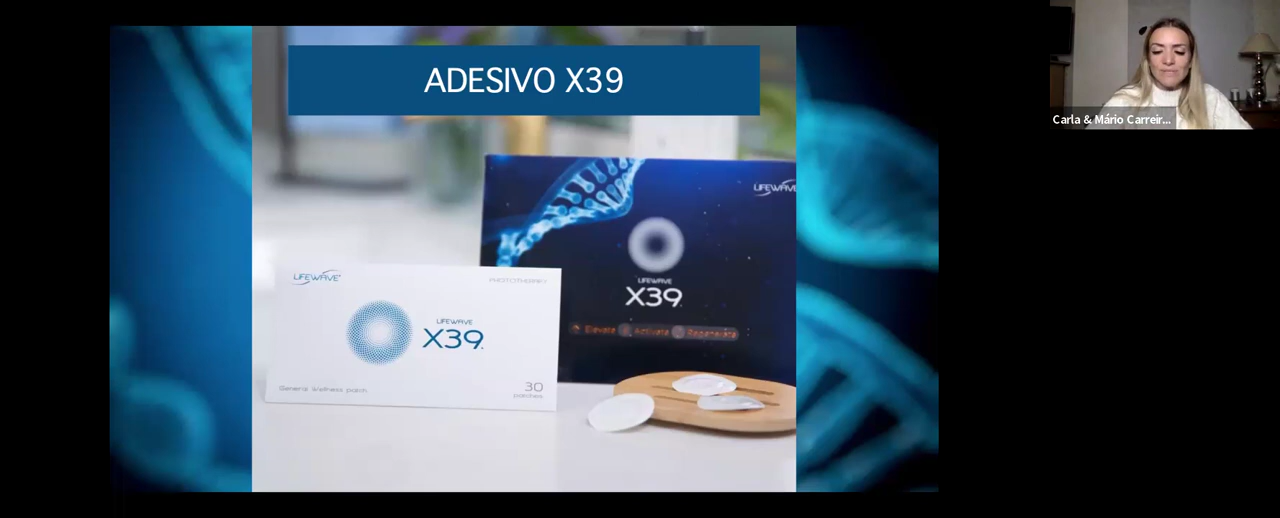 ADESIVO X39
LIFEWAVE
LIFEWAVE
X39
Elevate Activate Regenerate
LIFEWAVE
PHOTOTHERAPY
LIFEWAVE
X39
General Wellness patch
30
patches
Carla & Mário Carreir...